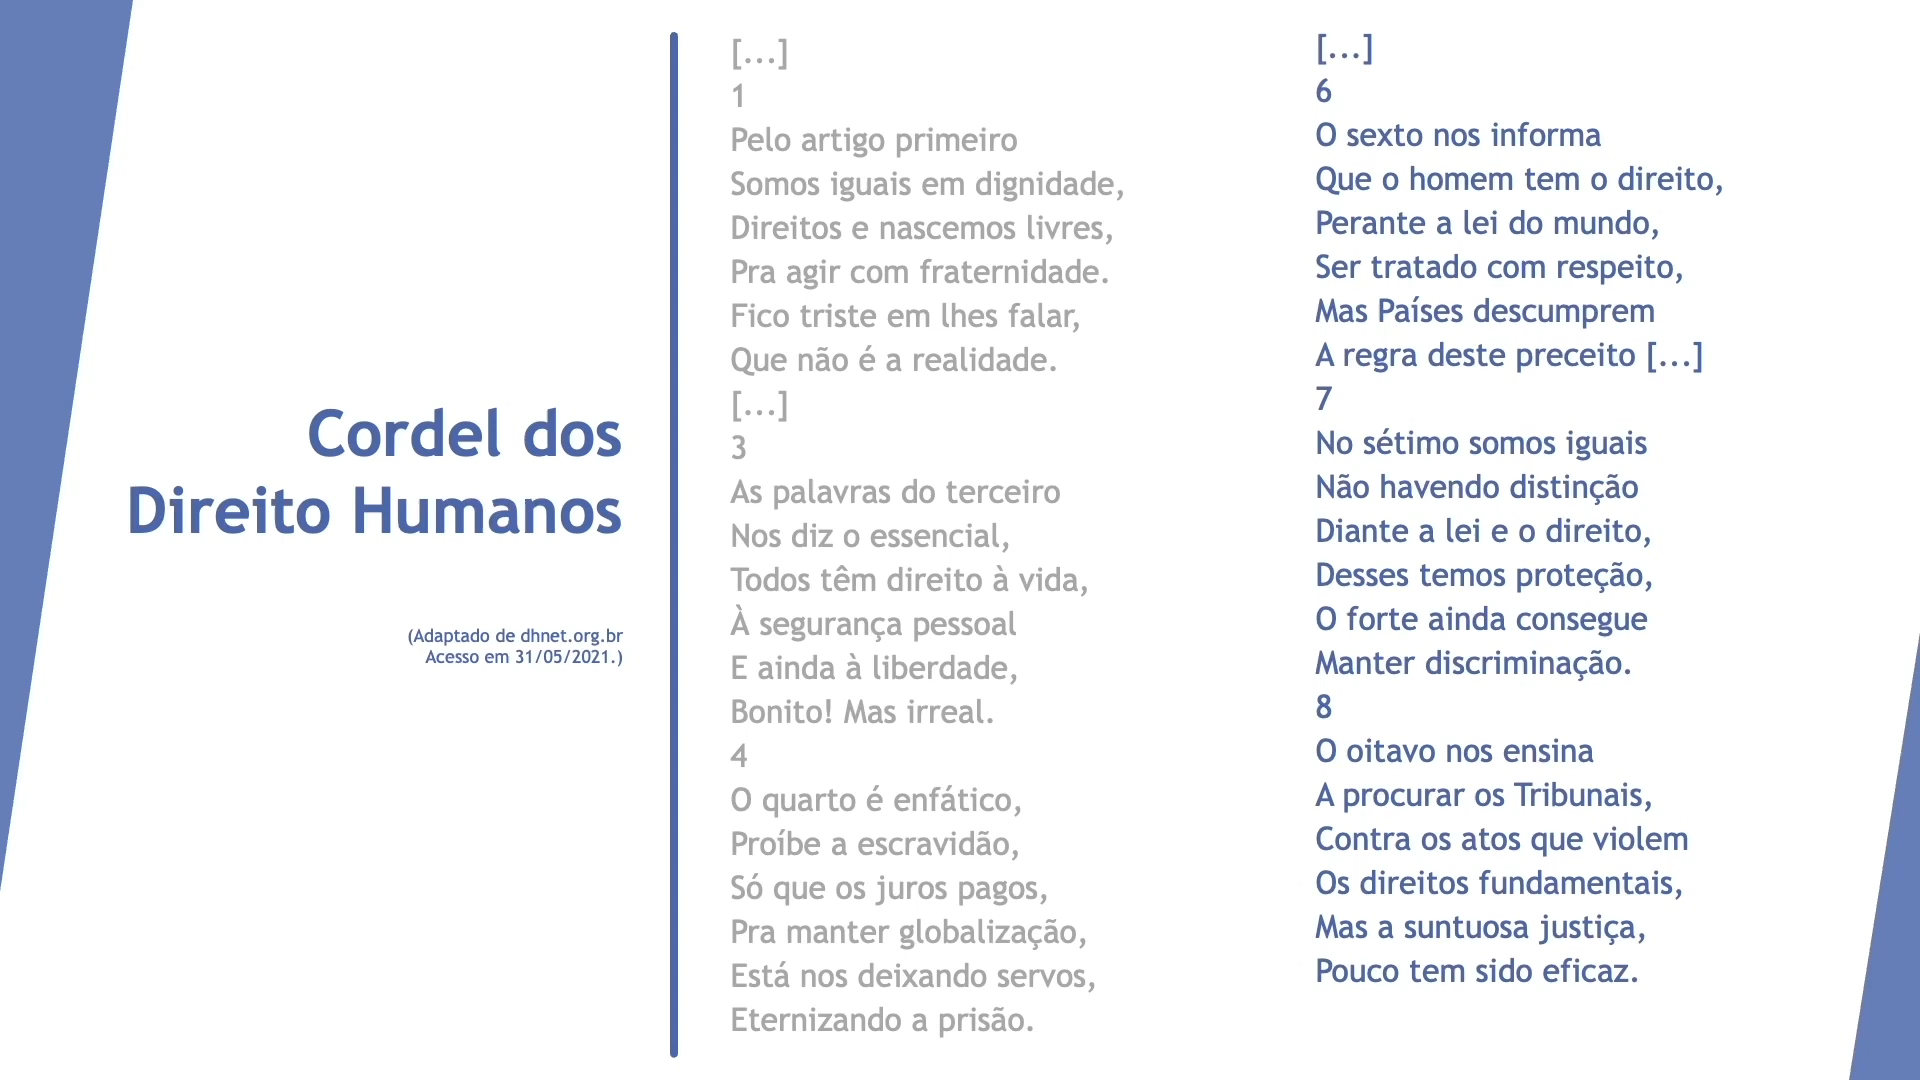 Cordel dos
Direito Humanos
(Adaptado de dhnet.org.br
Acesso em 31/05/2021.)
[...]
1
Pelo artigo primeiro
Somos iguais em dignidade,
Direitos e nascemos livres,
Pra agir com fraternidade.
Fico triste em lhes falar,
Que não é a realidade.
[...]
3
As palavras do terceiro
Nos diz o essencial,
Todos têm direito à vida,
À segurança pessoal
E ainda à liberdade,
Bonito! Mas irreal.
4
O quarto é enfático,
Proíbe a escravidão,
Só que os juros pagos,
Pra manter globalização,
Está nos deixando servos,
Eternizando a prisão.
[...]
6
O sexto nos informa
Que o homem tem o direito,
Perante a lei do mundo,
Ser tratado com respeito,
Mas Países descumprem
A regra deste preceito [...]
7
No sétimo somos iguais
Não havendo distinção
Diante a lei e o direito,
Desses temos proteção,
O forte ainda consegue
Manter discriminação.
8
O oitavo nos ensina
A procurar os Tribunais,
Contra os atos que violem
Os direitos fundamentais,
Mas a suntuosa justiça,
Pouco tem sido eficaz.